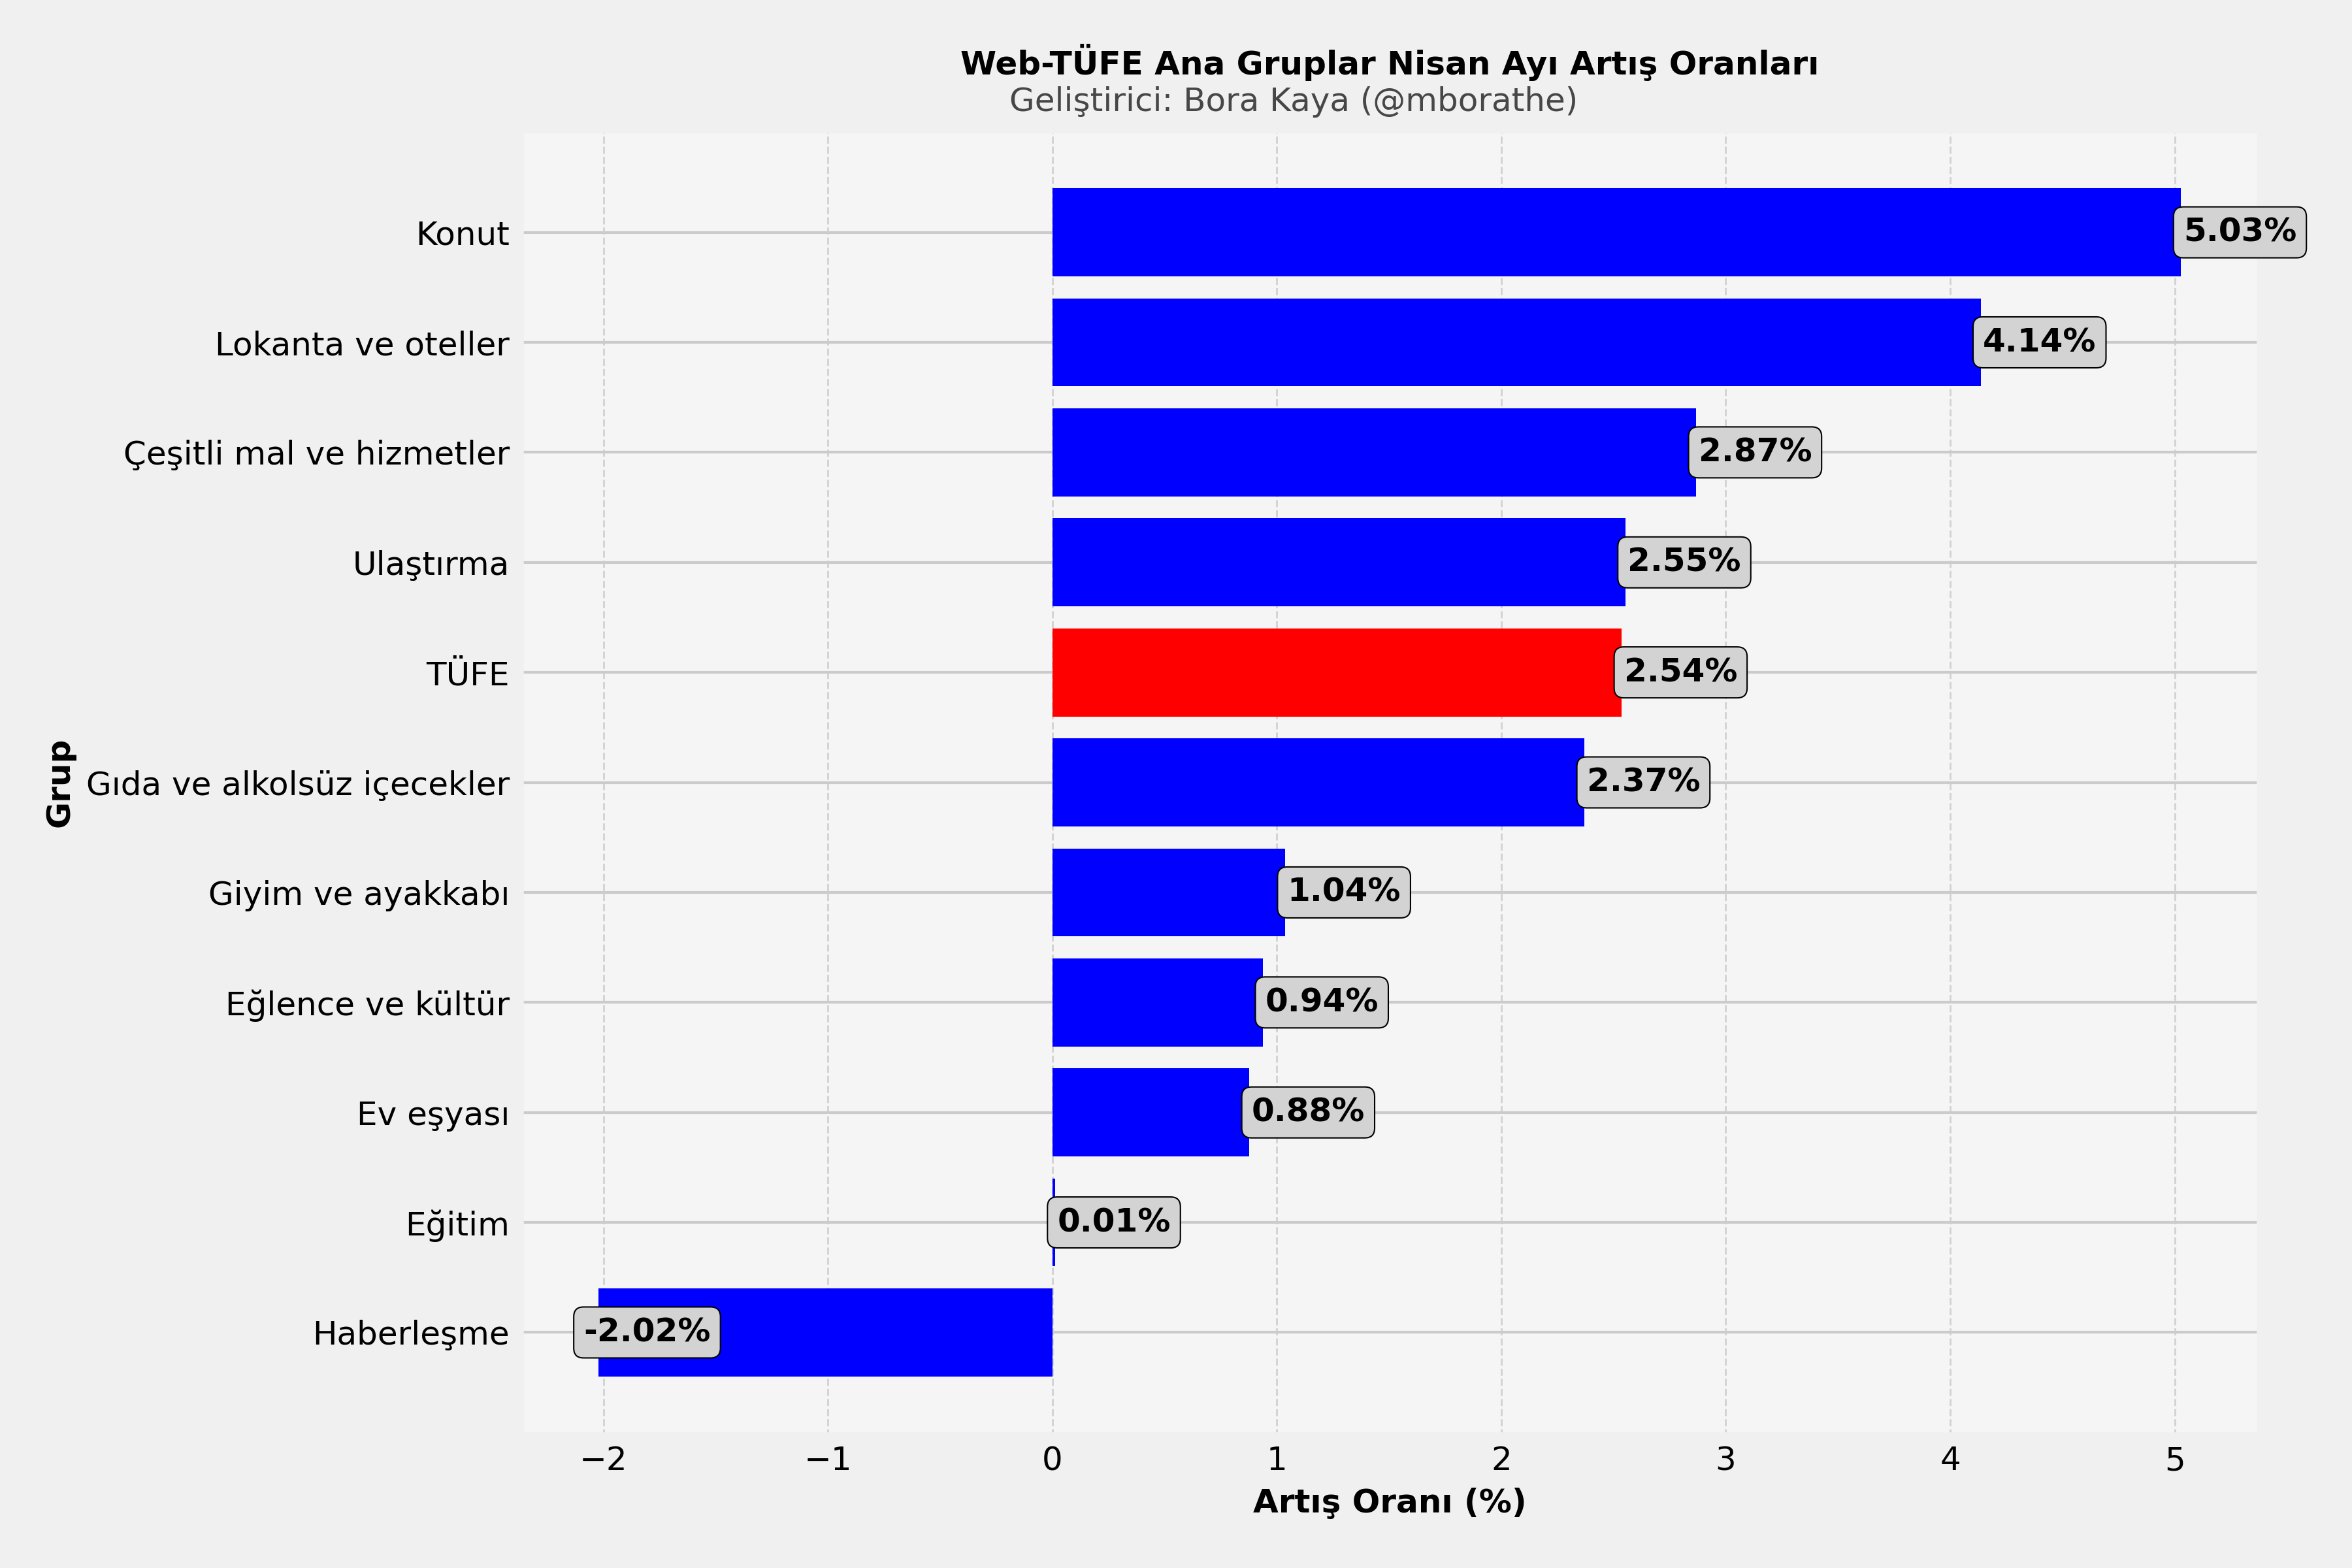 Web-TÜFE Ana Gruplar Nisan Ayı Artış Oranları
Geliştirici: Bora Kaya (@mborathe)
Grup
Konut 5.03%
Lokanta ve oteller 4.14%
Çeşitli mal ve hizmetler 2.87%
Ulaştırma 2.55%
TÜFE 2.54%
Gıda ve alkolsüz içecekler 2.37%
Giyim ve ayakkabı 1.04%
Eğlence ve kültür 0.94%
Ev eşyası 0.88%
Eğitim 0.01%
Haberleşme -2.02%
−2 −1 0 1 2 3 4 5
Artış Oranı (%)